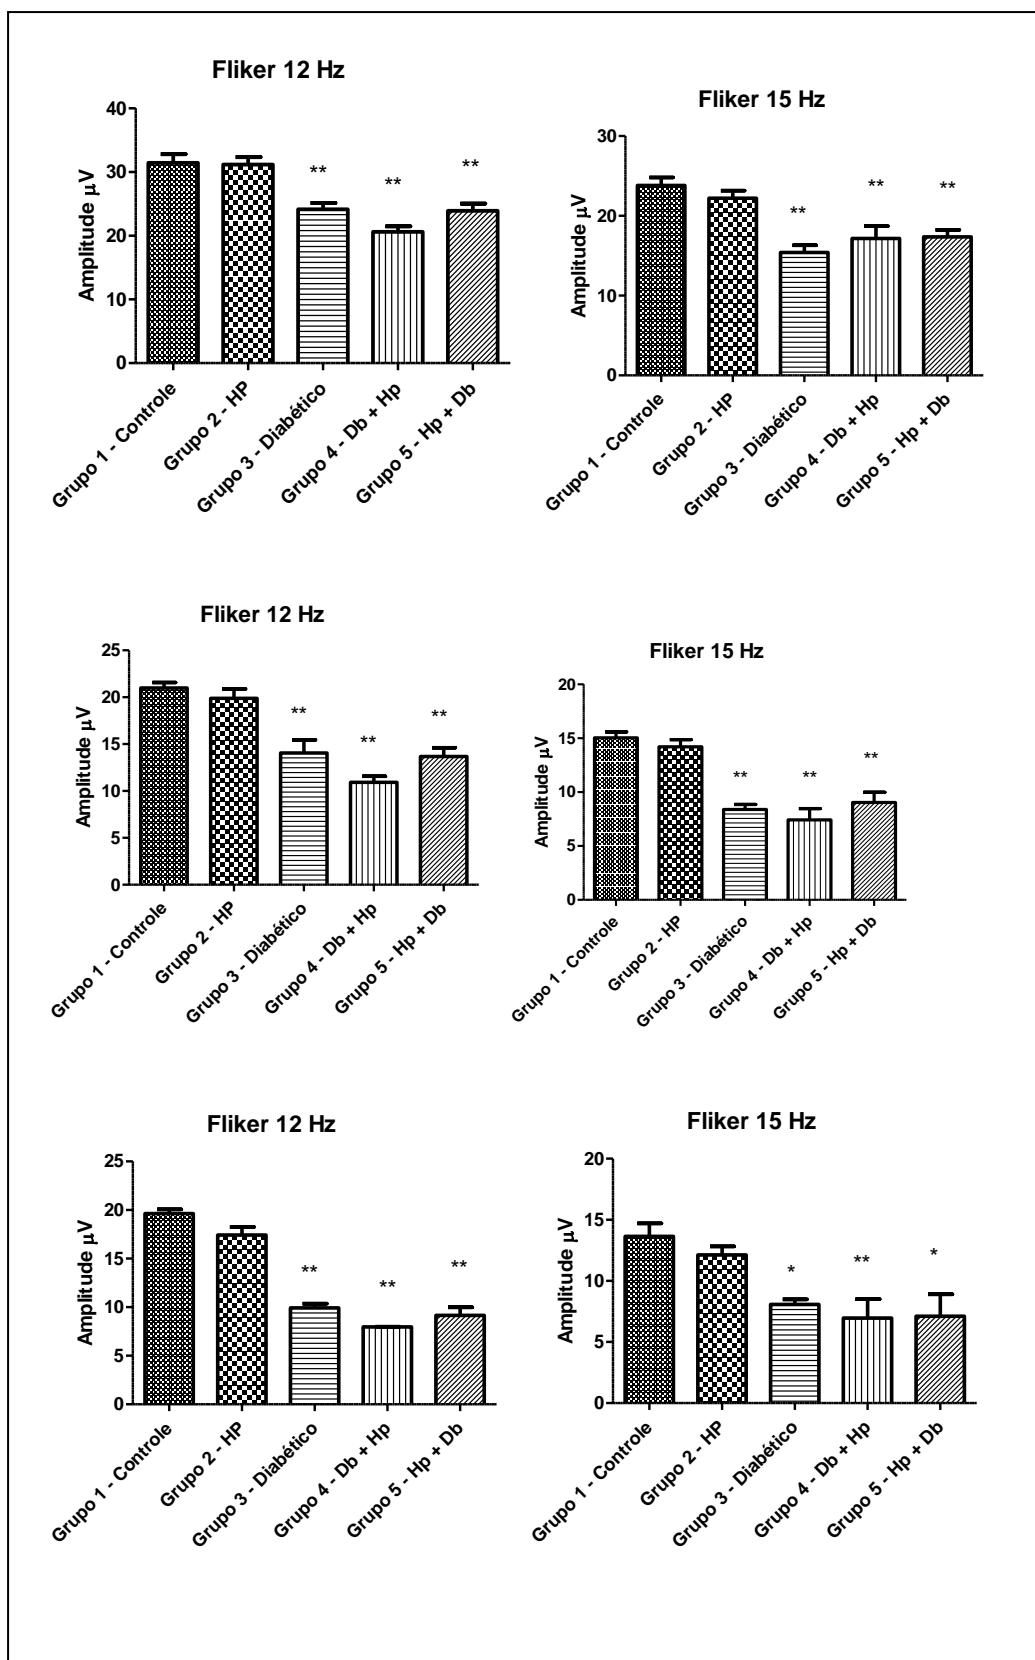 Fliker 12 Hz
Amplitude µV
40
30
20
10
0
** ** **
Grupo 1 - Controle
Grupo 2 - HP
Grupo 3 - Diabético
Grupo 4 - Db + Hp
Grupo 5 - Hp + Db
Fliker 15 Hz
Amplitude µV
30
20
10
0
** ** **
Grupo 1 - Controle
Grupo 2 - HP
Grupo 3 - Diabético
Grupo 4 - Db + Hp
Grupo 5 - Hp + Db
Fliker 12 Hz
Amplitude µV
25
20
15
10
5
0
** ** **
Grupo 1 - Controle
Grupo 2 - HP
Grupo 3 - Diabético
Grupo 4 - Db + Hp
Grupo 5 - Hp + Db
Fliker 15 Hz
Amplitude µV
20
15
10
5
0
** ** **
Grupo 1 - Controle
Grupo 2 - HP
Grupo 3 - Diabético
Grupo 4 - Db + Hp
Grupo 5 - Hp + Db
Fliker 12 Hz
Amplitude µV
25
20
15
10
5
0
** ** **
Grupo 1 - Controle
Grupo 2 - HP
Grupo 3 - Diabético
Grupo 4 - Db + Hp
Grupo 5 - Hp + Db
Fliker 15 Hz
Amplitude µV
20
15
10
5
0
* ** *
Grupo 1 - Controle
Grupo 2 - HP
Grupo 3 - Diabético
Grupo 4 - Db + Hp
Grupo 5 - Hp + Db